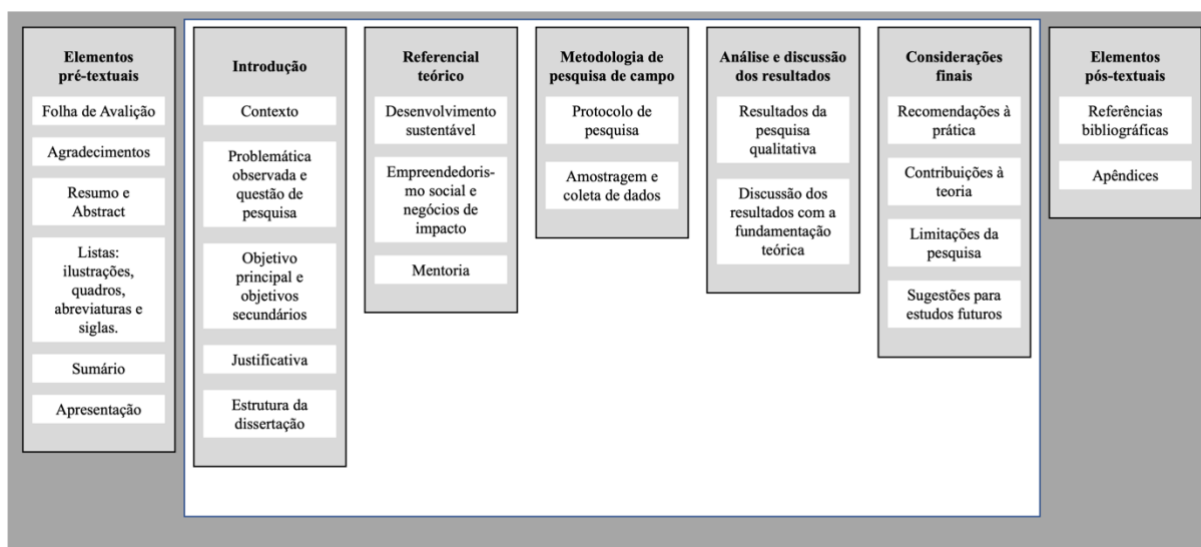 Elementos
pré-textuais
Folha de Avalição
Agradecimentos
Resumo e
Abstract
Listas:
ilustrações,
quadros,
abreviaturas e
siglas.
Sumário
Apresentação
Introdução
Contexto
Problemática
observada e
questão de
pesquisa
Objetivo
principal e
objetivos
secundários
Justificativa
Estrutura da
dissertação
Referencial
teórico
Desenvolvimento
sustentável
Empreendedoris-
mo social e
negócios de
impacto
Mentoria
Metodologia de
pesquisa de campo
Protocolo de
pesquisa
Amostragem e
coleta de dados
Análise e discussão
dos resultados
Resultados da
pesquisa
qualitativa
Discussão dos
resultados com a
fundamentação
teórica
Considerações
finais
Recomendações à
prática
Contribuições à
teoria
Limitações da
pesquisa
Sugestões para
estudos futuros
Elementos
pós-textuais
Referências
bibliográficas
Apêndices